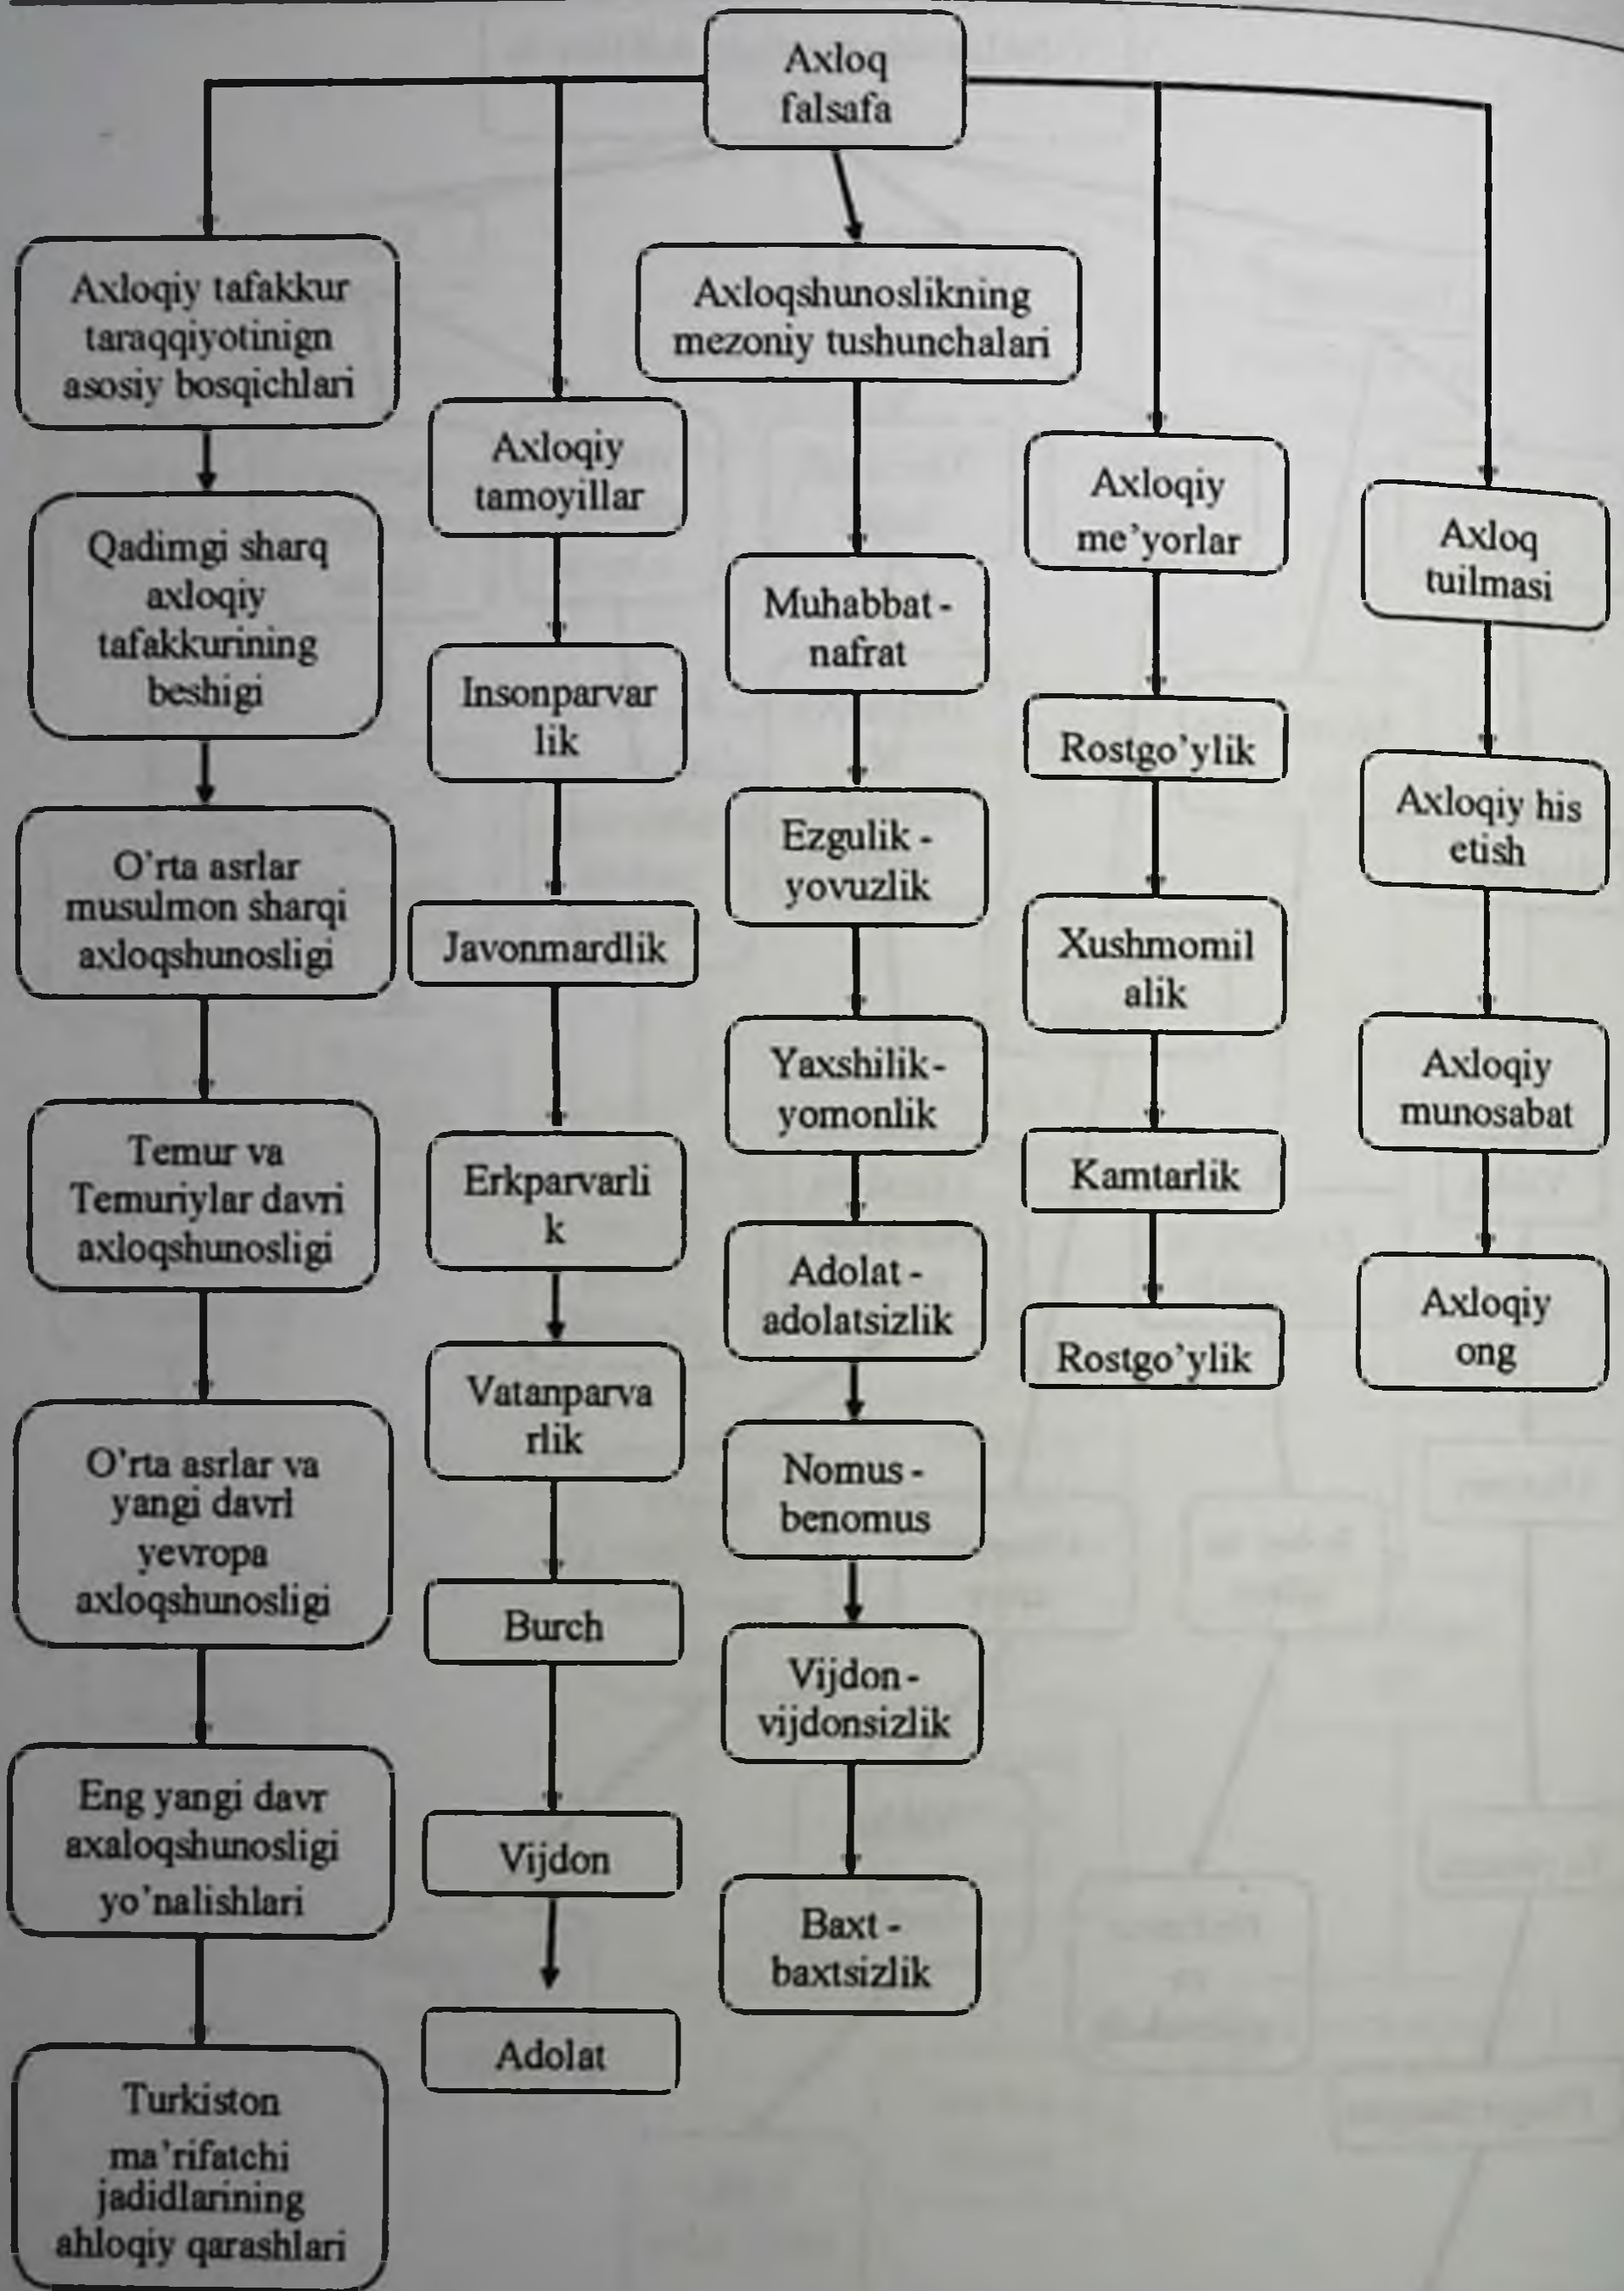 Axloq
falsafa
Axloqiy tafakkur
taraqqiyotinign
asosiy bosqichlari
Qadimgi sharq
axloqiy
tafakkurining
beshigi
O'rta asrlar
musulmon sharqi
axloqshunosligi
Temur va
Temuriylar davri
axloqshunosligi
O'rta asrlar va
yangi davrl
yevropa
axloqshunosligi
Eng yangi davr
axaloqshunosligi
yo'nalishlari
Turkiston
ma'rifatchi
jadidlarining
ahloqiy qarashlari
Axloqiy
tamoyillar
Insonparvar
lik
Javonmardlik
Erkparvarli
k
Vatanparva
rlik
Burch
Vijdon
Adolat
Axloqshunoslikning
mezoniy tushunchalari
Muhabbat -
nafrat
Ezgulik -
yovuzlik
Yaxshilik-
yomonlik
Adolat -
adolatsizlik
Nomus -
benomus
Vijdon -
vijdonsizlik
Baxt -
baxtsizlik
Axloqiy
me'yorlar
Rostgo'ylik
Xushmomil
alik
Kamtarlik
Rostgo'ylik
Axloq
tuilmasi
Axloqiy his
etish
Axloqiy
munosabat
Axloqiy
ong